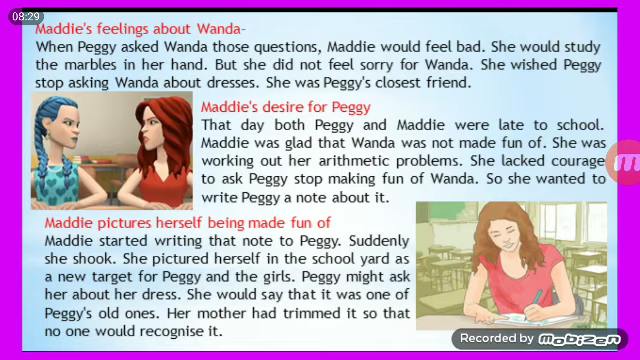 08:29
Maddie's feelings about Wanda-
When Peggy asked Wanda those questions, Maddie would feel bad. She would study
the marbles in her hand. But she did not feel sorry for Wanda. She wished Peggy
stop asking Wanda about dresses. She was Peggy's closest friend.
Maddie's desire for Peggy
That day both Peggy and Maddie were late to school.
Maddie was glad that Wanda was not made fun of. She was
working out her arithmetic problems. She lacked courage
to ask Peggy stop making fun of Wanda. So she wanted to
write Peggy a note about it.
Maddie pictures herself being made fun of
Maddie started writing that note to Peggy. Suddenly
she shook. She pictured herself in the school yard as
a new target for Peggy and the girls. Peggy might ask
her about her dress. She would say that it was one of
Peggy's old ones. Her mother had trimmed it so that
no one would recognise it.
Recorded by mobizen